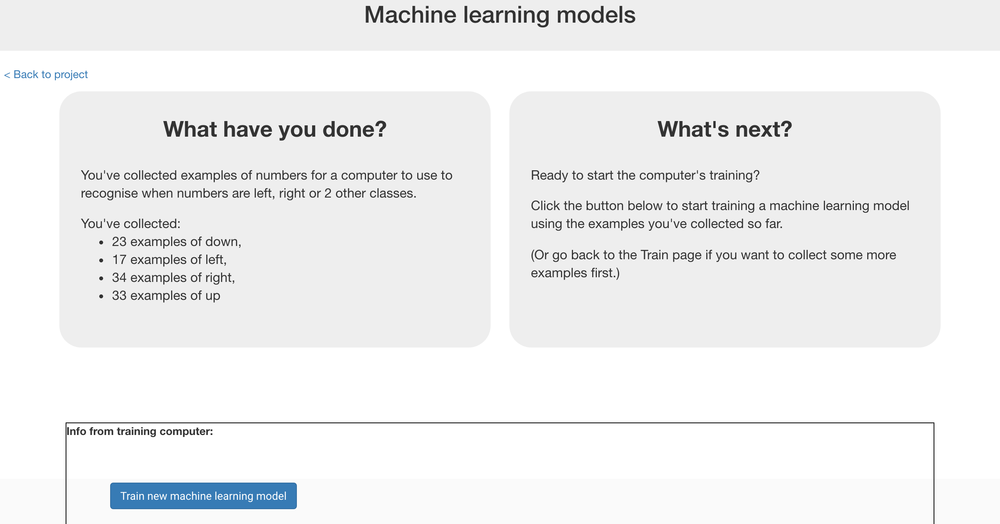 Machine learning models
< Back to project
What have you done?
You've collected examples of numbers for a computer to use to
recognise when numbers are left, right or 2 other classes.
You've collected:
• 23 examples of down,
• 17 examples of left,
• 34 examples of right,
• 33 examples of up
What's next?
Ready to start the computer's training?
Click the button below to start training a machine learning model
using the examples you've collected so far.
(Or go back to the Train page if you want to collect some more
examples first.)
Info from training computer:
Train new machine learning model